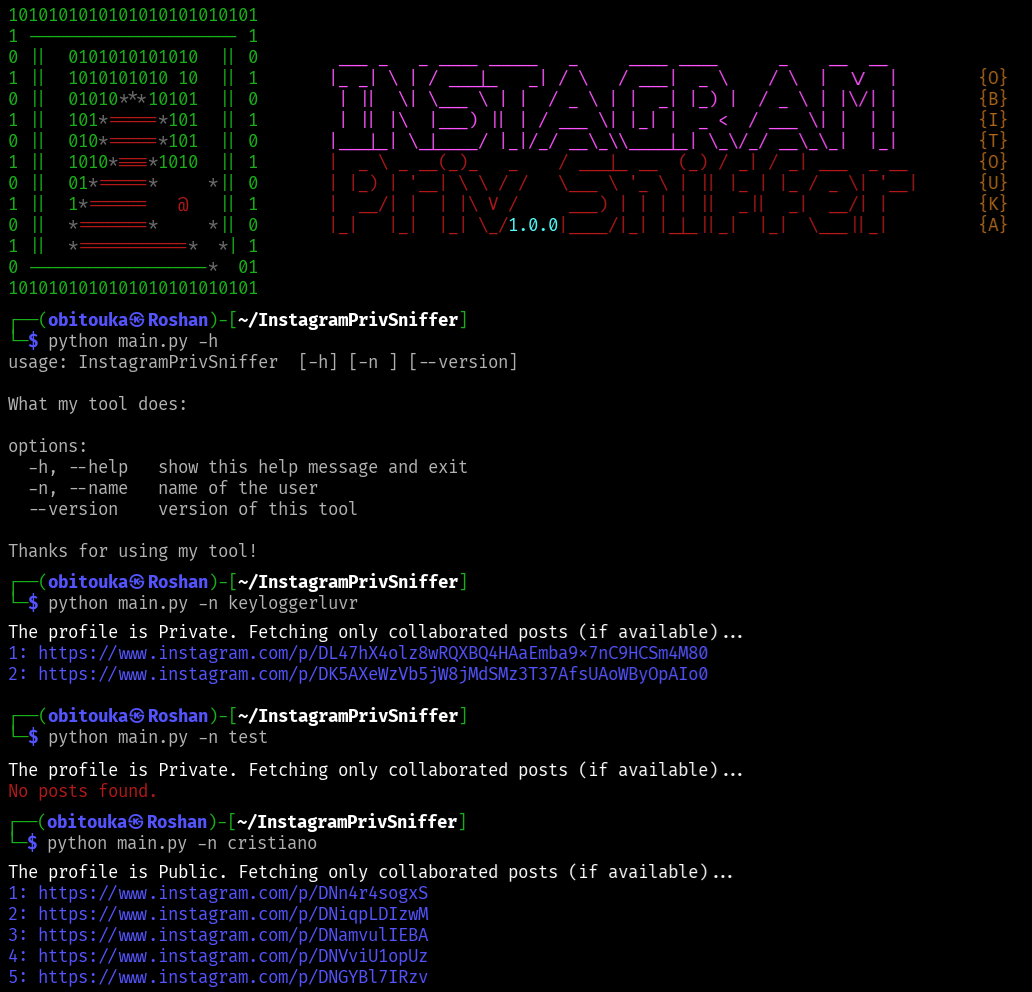 1010101010101010101010101
1 ───────────────────── 1
0 ||  0101010101010  || 0
1 ||  1010101010 10  || 1
0 ||  01010***10101  || 0
1 ||  101*=====*101  || 1
0 ||  010*=====*101  || 0
1 ||  1010*===*1010  || 1
0 ||  01*=====*     *|| 0
1 ||  1*======   @   || 1
0 ||  *=======*     *|| 0
1 ||  *===========*  *| 1
0 ──────────────────*  01
1010101010101010101010101
INSTAGRAM
Priv Sniffer
1.0.0
{O}
{B}
{I}
{T}
{O}
{U}
{K}
{A}
┌──(obitouka㉿Roshan)-[~/InstagramPrivSniffer]
└─$ python main.py -h
usage: InstagramPrivSniffer  [-h] [-n ] [--version]
What my tool does:
options:
  -h, --help   show this help message and exit
  -n, --name   name of the user
  --version    version of this tool
Thanks for using my tool!
┌──(obitouka㉿Roshan)-[~/InstagramPrivSniffer]
└─$ python main.py -n keyloggerluvr
The profile is Private. Fetching only collaborated posts (if available)...
1: https://www.instagram.com/p/DL47hX4olz8wRQXBQ4HAaEmba9x7nC9HCSm4M80
2: https://www.instagram.com/p/DK5AXeWzVb5jW8jMdSMz3T37AfsUAoWByOpAIo0
┌──(obitouka㉿Roshan)-[~/InstagramPrivSniffer]
└─$ python main.py -n test
The profile is Private. Fetching only collaborated posts (if available)...
No posts found.
┌──(obitouka㉿Roshan)-[~/InstagramPrivSniffer]
└─$ python main.py -n cristiano
The profile is Public. Fetching only collaborated posts (if available)...
1: https://www.instagram.com/p/DNn4r4sogxS
2: https://www.instagram.com/p/DNiqpLDIzwM
3: https://www.instagram.com/p/DNamvulIEBA
4: https://www.instagram.com/p/DNVviU1opUz
5: https://www.instagram.com/p/DNGYBl7IRzv